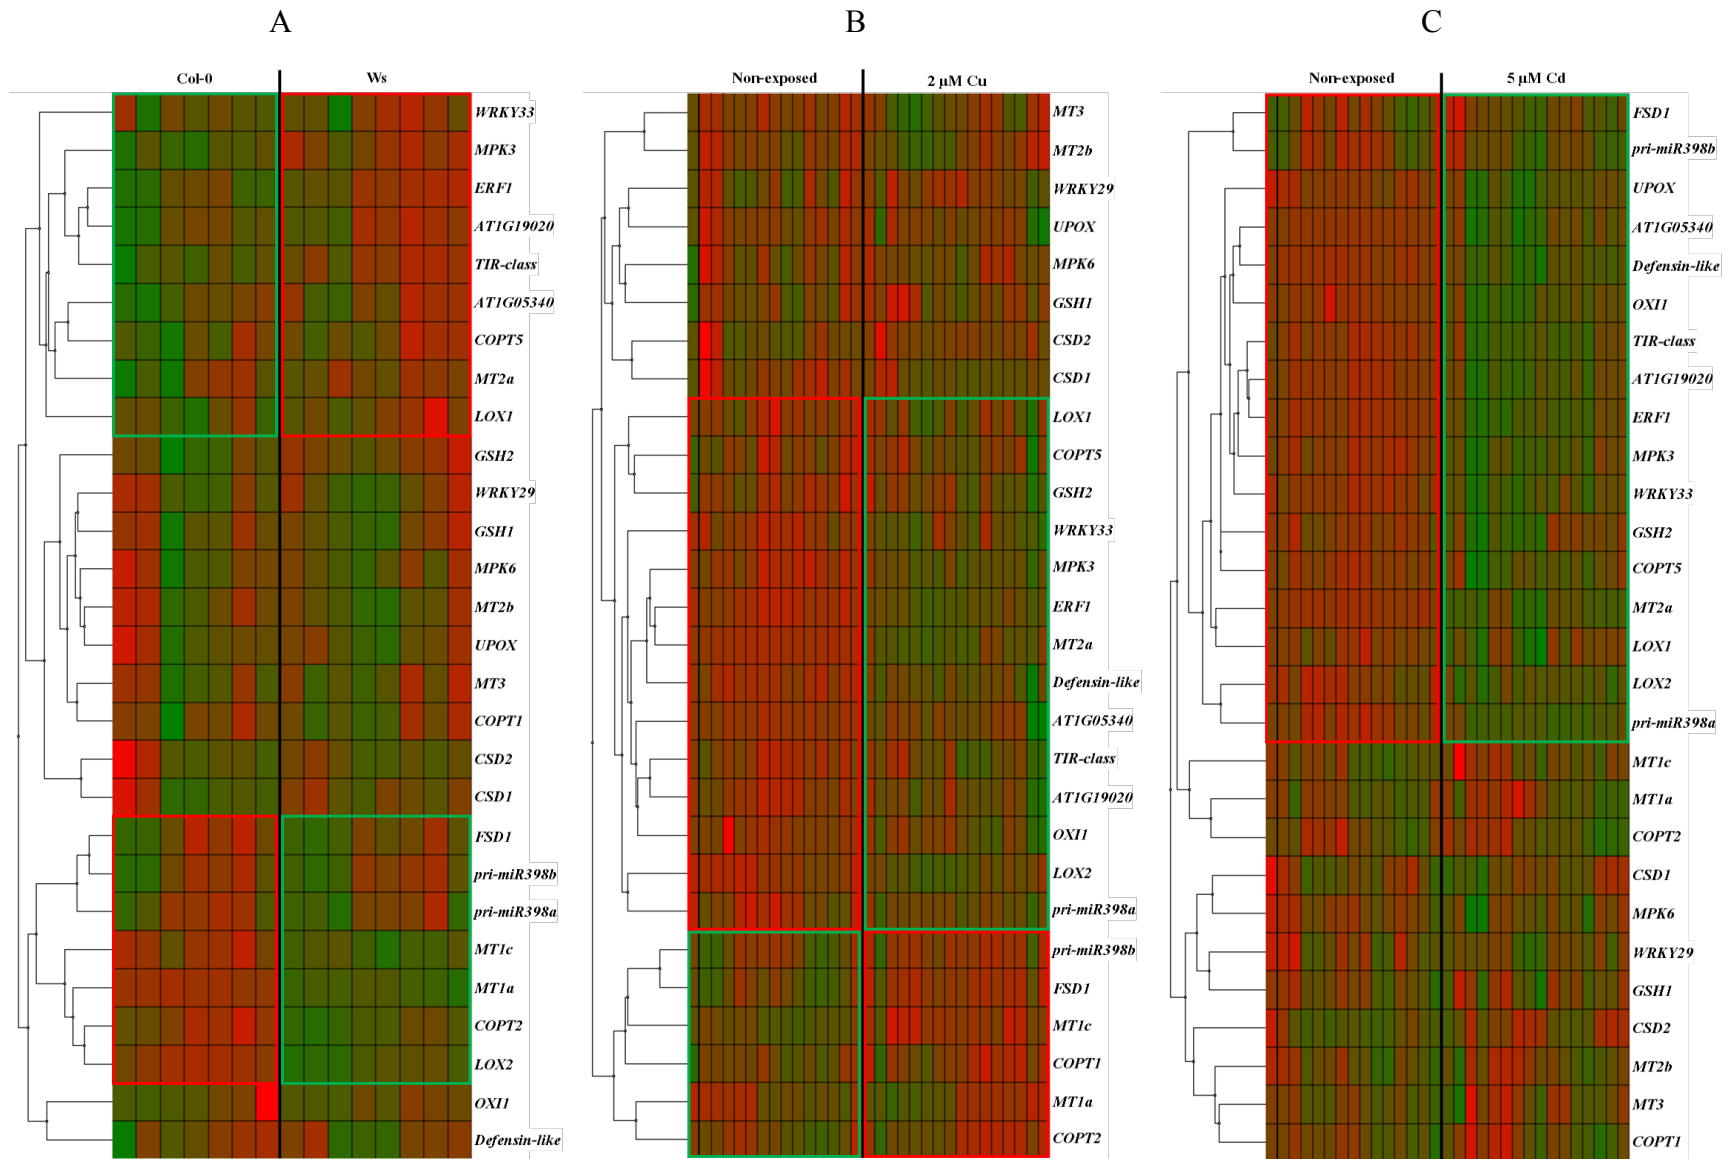 A
B
C
Col-0
Ws
WRKY33
MPK3
ERF1
AT1G19020
TIR-class
AT1G05340
COPT5
MT2a
LOX1
GSH2
WRKY29
GSH1
MPK6
MT2b
UPOX
MT3
COPT1
CSD2
CSD1
FSD1
pri-miR398b
pri-miR398a
MT1c
MT1a
COPT2
LOX2
OXI1
Defensin-like
Non-exposed
2 µM Cu
MT3
MT2b
WRKY29
UPOX
MPK6
GSH1
CSD2
CSD1
LOX1
COPT5
GSH2
WRKY33
MPK3
ERF1
MT2a
Defensin-like
AT1G05340
TIR-class
AT1G19020
OXI1
LOX2
pri-miR398a
pri-miR398b
FSD1
MT1c
COPT1
MT1a
COPT2
Non-exposed
5 µM Cd
FSD1
pri-miR398b
UPOX
AT1G05340
Defensin-like
OXI1
TIR-class
AT1G19020
ERF1
MPK3
WRKY33
GSH2
COPT5
MT2a
LOX1
LOX2
pri-miR398a
MT1c
MT1a
COPT2
CSD1
MPK6
WRKY29
GSH1
CSD2
MT2b
MT3
COPT1